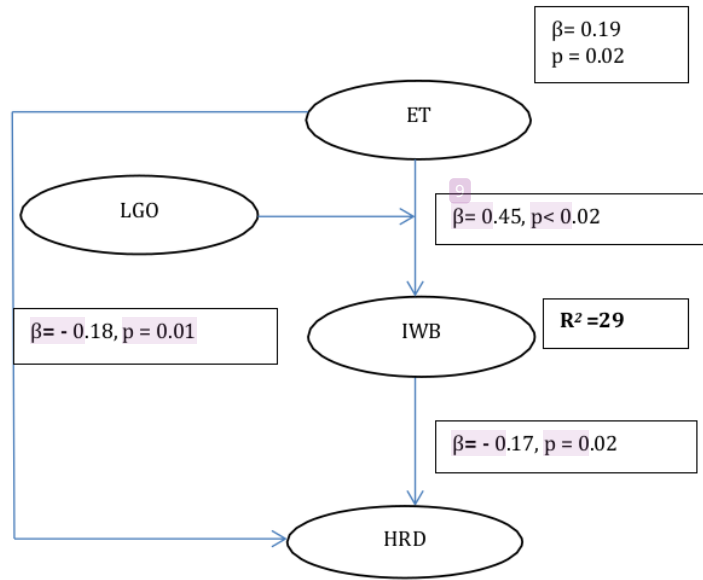 β= 0.19
p = 0.02
ET
9
LGO
β= 0.45, p< 0.02
β= - 0.18, p = 0.01
IWB
R² =29
β= - 0.17, p = 0.02
HRD